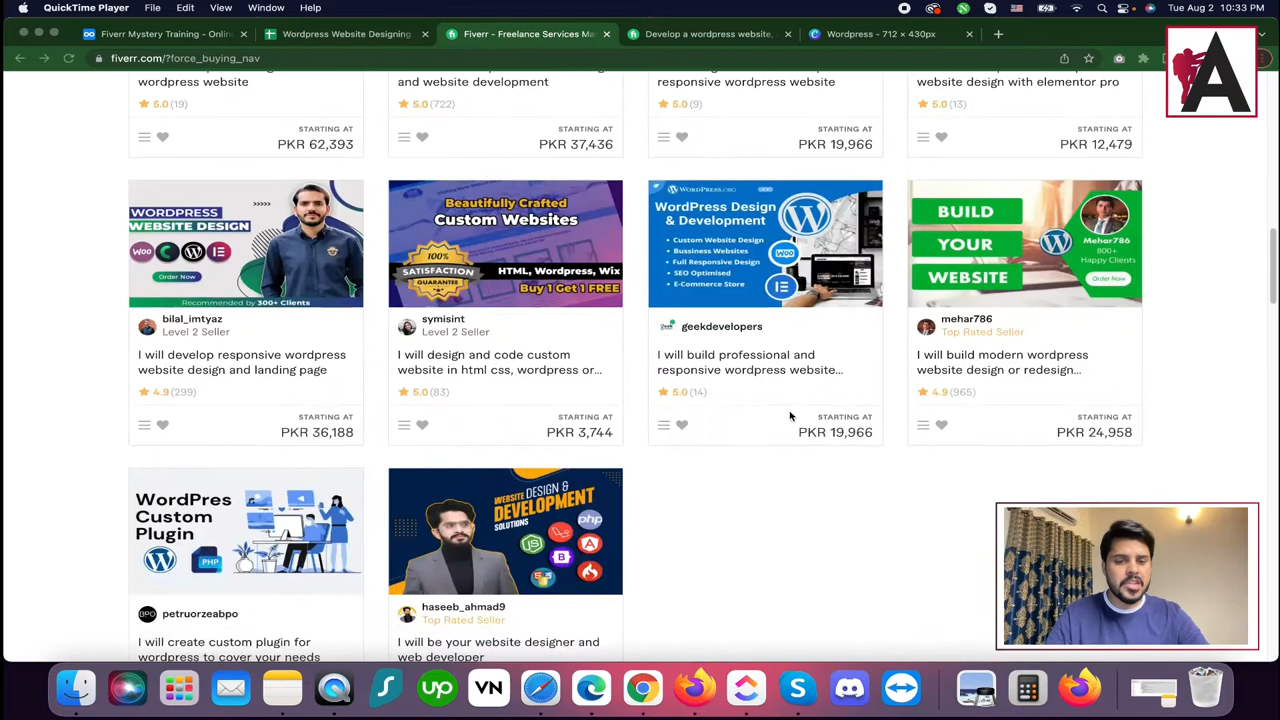 QuickTime Player File Edit View Window Help
Tue Aug 2 10:33 PM
Fiverr Mystery Training - Onlin
Wordpress Website Designing
Fiverr - Freelance Services Ma
Develop a wordpress website,
Wordpress - 712 × 430px
fiverr.com/?force_buying_nav
A
wordpress website
and website development
responsive wordpress website
website design with elementor pro
5.0 (19)
5.0 (722)
5.0 (9)
5.0 (13)
STARTING AT
PKR 62,393
STARTING AT
PKR 37,436
STARTING AT
PKR 19,966
STARTING AT
PKR 12,479
WORDPRESS
WEBSITE DESIGN
Woo
Order Now
Recommended by 300+ Clients
bilal_imtyaz
Level 2 Seller
I will develop responsive wordpress
website design and landing page
4.9 (299)
STARTING AT
PKR 36,188
Beautifully Crafted
Custom Websites
100%
SATISFACTION
GUARANTEE
HTML, Wordpress, Wix
Buy 1 Get 1 FREE
symisint
Level 2 Seller
I will design and code custom
website in html css, wordpress or...
5.0 (83)
STARTING AT
PKR 3,744
WORDPRESS.ORG
WordPress Design
& Development
Custom Website Design
Bussiness Websites
Full Responsive Design
SEO Optimised
E-Commerce Store
WOO
geekdevelopers
I will build professional and
responsive wordpress website...
5.0 (14)
STARTING AT
PKR 19,966
BUILD
YOUR
WEBSITE
Mehar786
800+
Happy Clients
Order Now
mehar786
Top Rated Seller
I will build modern wordpress
website design or redesign...
4.9 (965)
STARTING AT
PKR 24,958
WordPres
Custom
Plugin
PHP
BPO
petruorzeabpo
I will create custom plugin for
wordpress to cover your needs
WEBSITE DESIGN &
DEVELOPMENT
SOLUTIONS
php
haseeb_ahmad9
Top Rated Seller
I will be your website designer and
web developer
up
VN